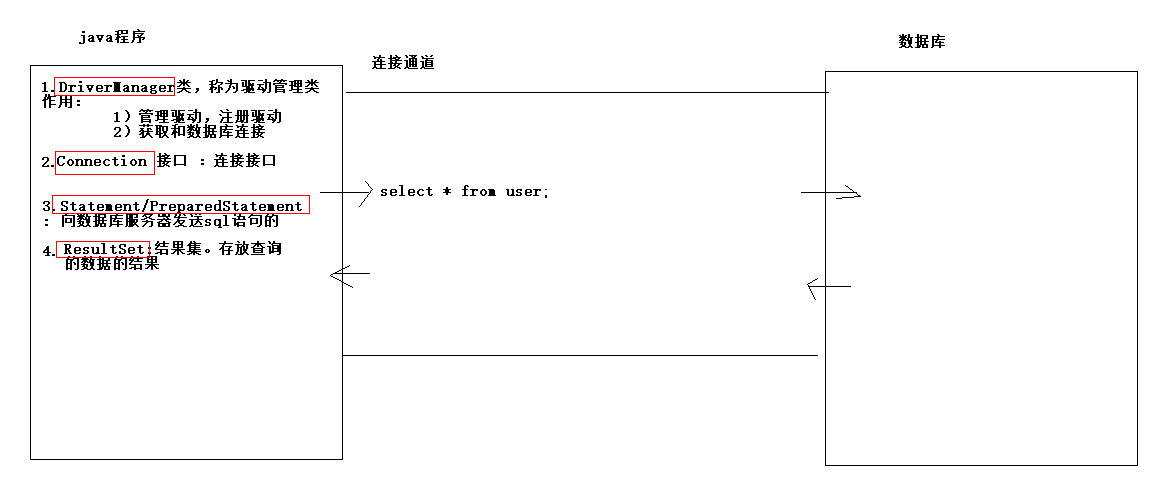 java程序
数据库
连接通道
1.DriverManager类，称为驱动管理类
作用：
1）管理驱动，注册驱动
2）获取和数据库连接
2.Connection 接口 ：连接接口
select * from user;
3.Statement/PreparedStatement
：向数据库服务器发送sql语句的
4. ResultSet:结果集。存放查询
的数据的结果